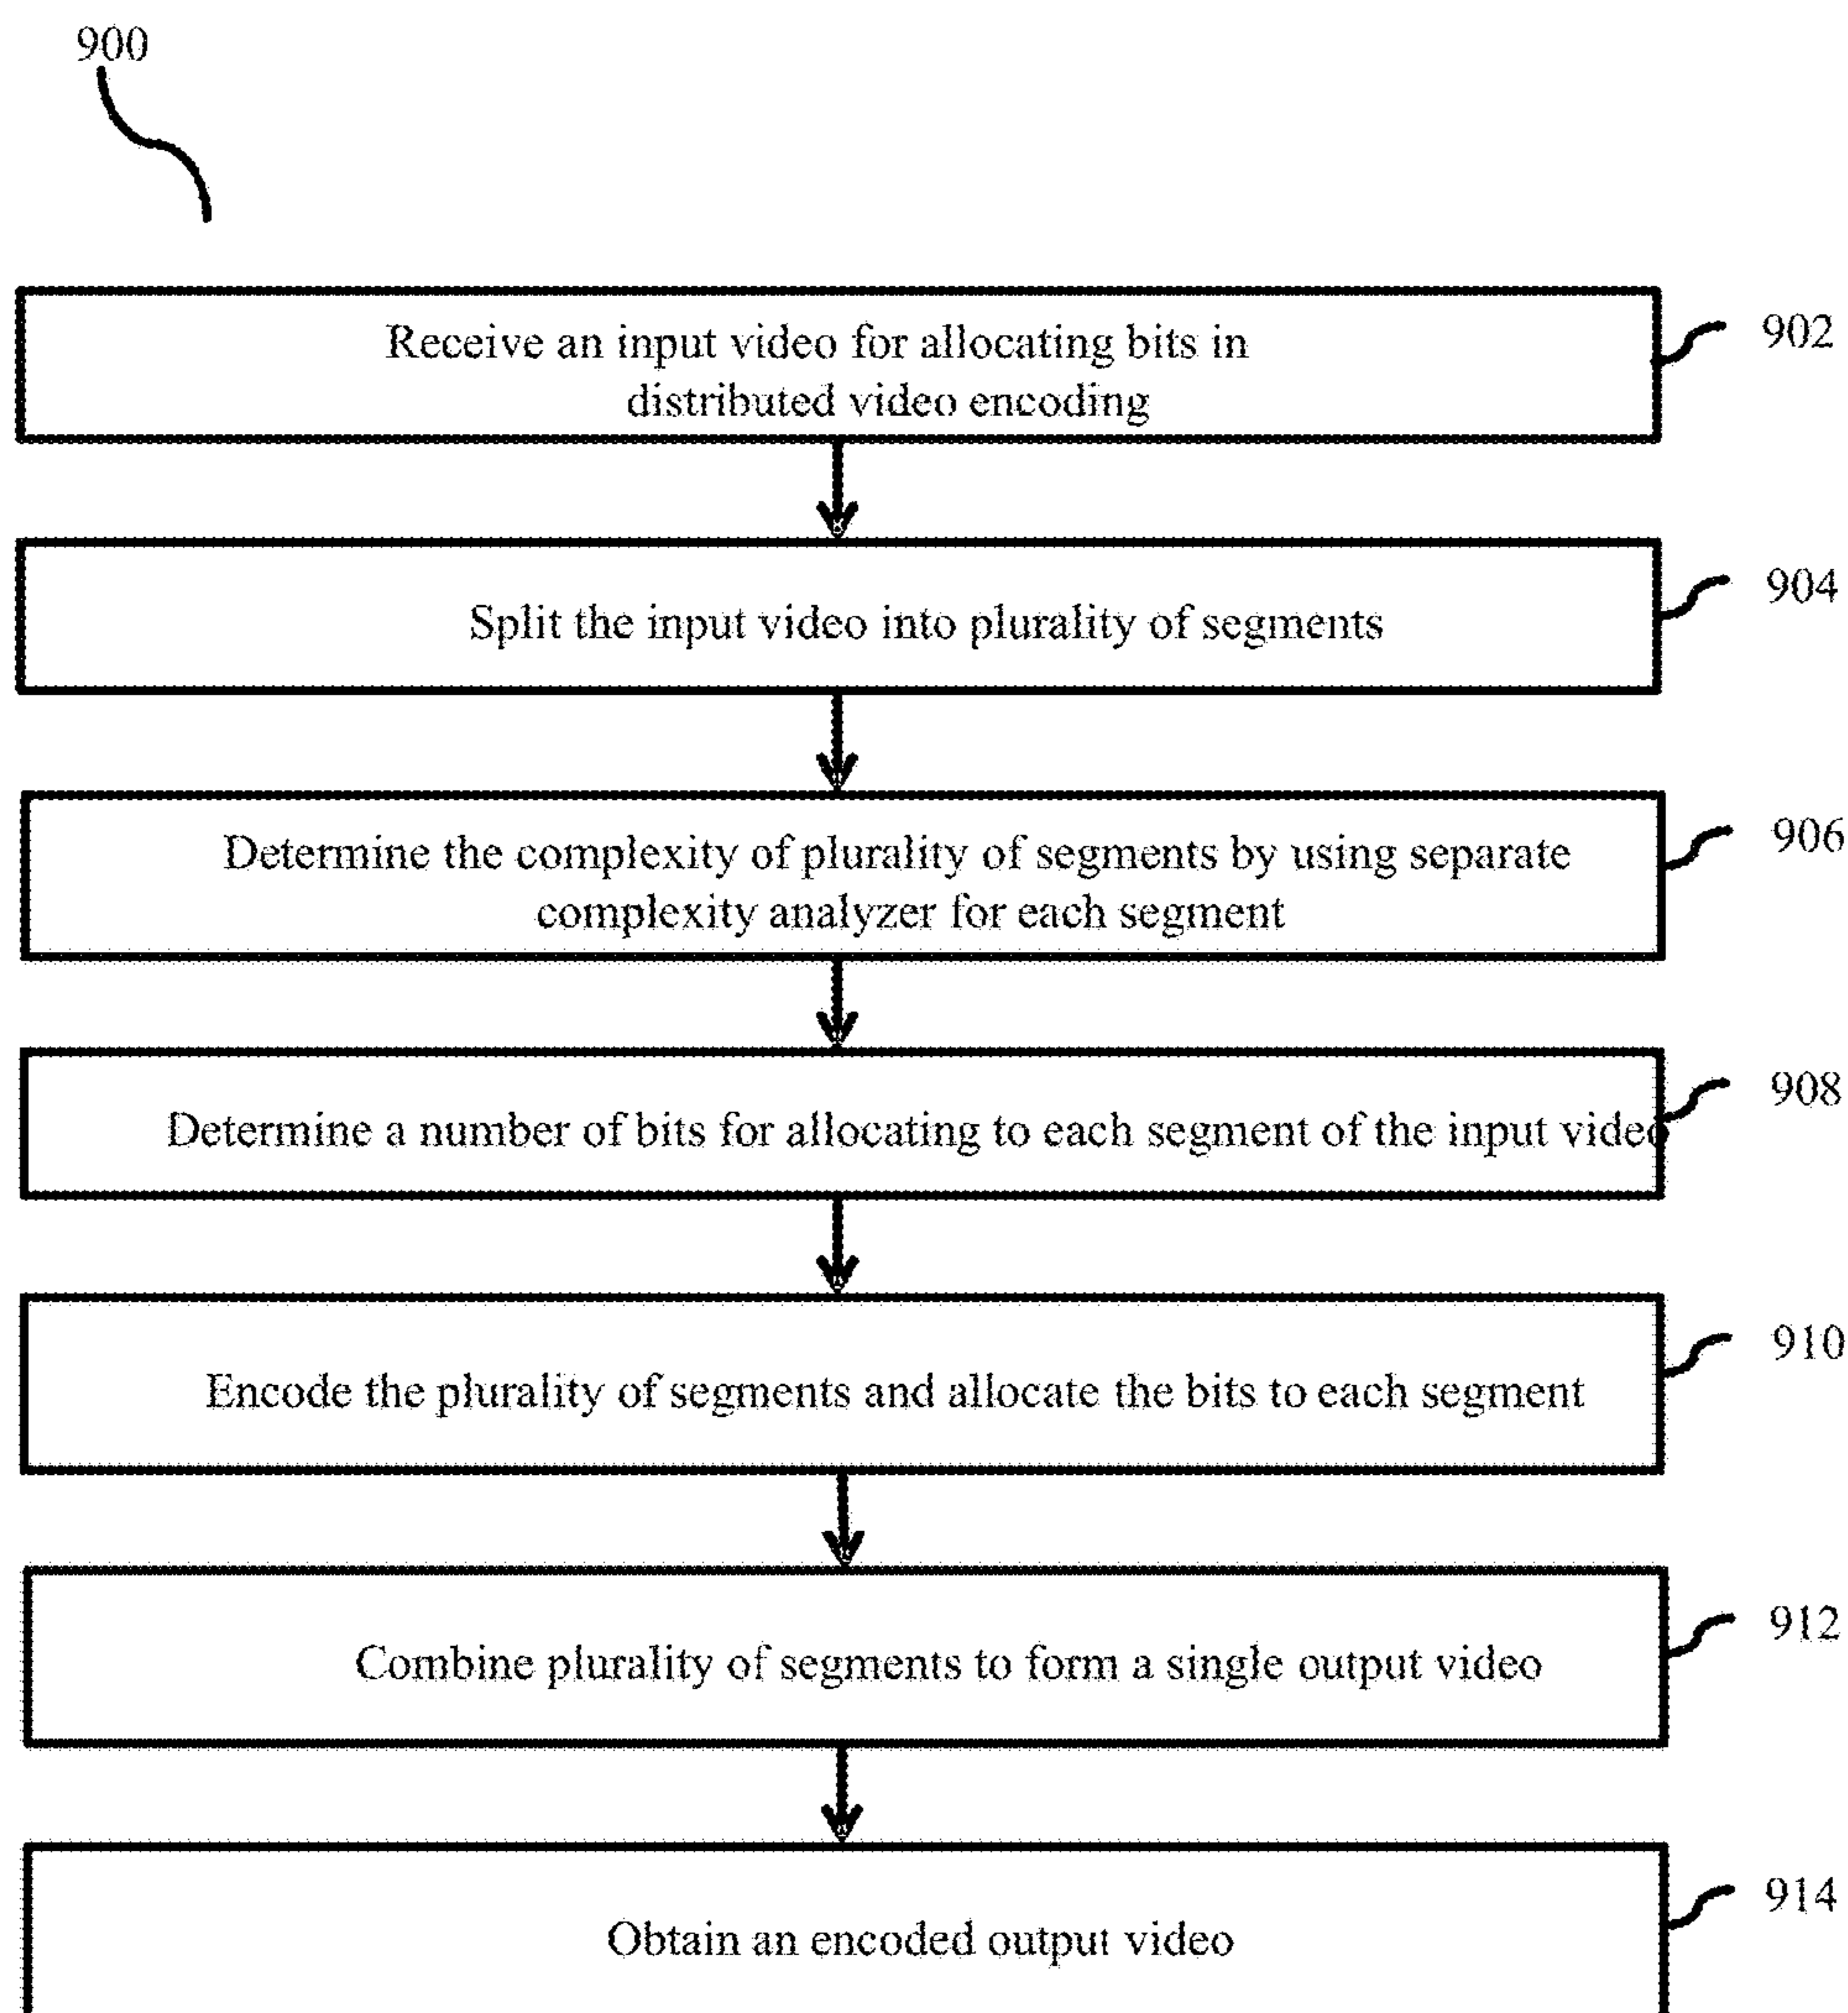 900
Receive an input video for allocating bits in
distributed video encoding
902
Split the input video into plurality of segments
904
Determine the complexity of plurality of segments by using separate
complexity analyzer for each segment
906
Determine a number of bits for allocating to each segment of the input video
908
Encode the plurality of segments and allocate the bits to each segment
910
Combine plurality of segments to form a single output video
912
Obtain an encoded output video
914